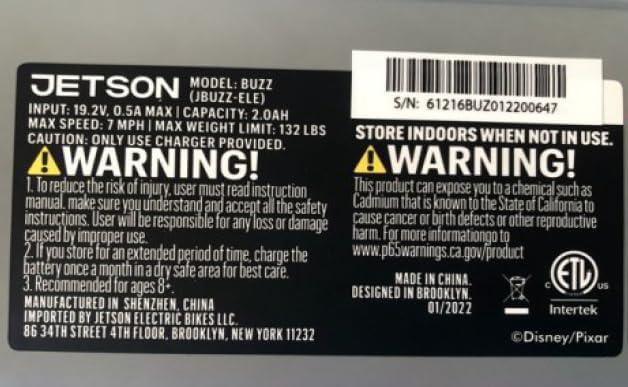 JETSON MODEL: BUZZ
(JBUZZ-ELE)
INPUT: 19.2V, 0.5A MAX | CAPACITY: 2.0AH
MAX SPEED: 7 MPH | MAX WEIGHT LIMIT: 132 LBS
CAUTION: ONLY USE CHARGER PROVIDED.
WARNING!
1. To reduce the risk of injury, user must read instruction
manual. make sure you understand and accept all the safety
instructions. User will be responsible for any loss or damage
caused by improper use.
2. If you store for an extended period of time, charge the
battery once a month in a dry safe area for best care.
3. Recommended for ages 8+.
MANUFACTURED IN SHENZHEN, CHINA
IMPORTED BY JETSON ELECTRIC BIKES LLC.
86 34TH STREET 4TH FLOOR, BROOKLYN, NEW YORK 11232
S/N: 61216BUZ012200647
STORE INDOORS WHEN NOT IN USE.
WARNING!
This product can expose you to a chemical such as
Cadmium that is known to the State of California to
cause cancer or birth defects or other reproductive
harm. For more informationgo to
www.p65warnings.ca.gov/product
MADE IN CHINA.
DESIGNED IN BROOKLYN.
01/2022
C ETL US
Intertek
©Disney/Pixar